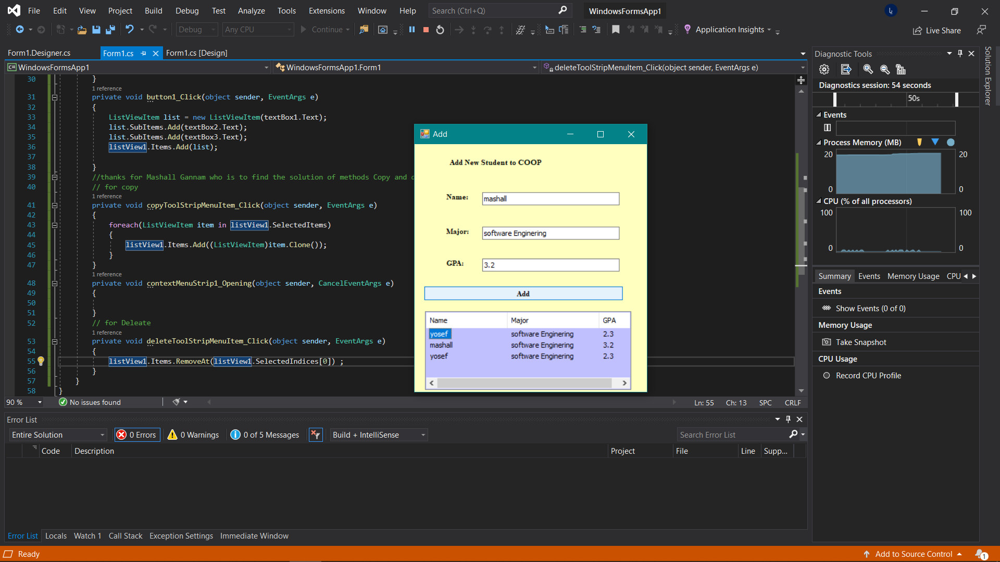 File Edit View Project Build Debug Test Analyze Tools Extensions Window Help Search (Ctrl+Q) WindowsFormsApp1 يا
Debug Any CPU Continue Application Insights Live Share
Form1.Designer.cs Form1.cs Form1.cs [Design]
C# WindowsFormsApp1 WindowsFormsApp1.Form1 deleteToolStripMenuItem_Click(object sender, EventArgs e)
30 }
1 reference
31 private void button1_Click(object sender, EventArgs e)
32 {
33 ListViewItem list = new ListViewItem(textBox1.Text);
34 list.SubItems.Add(textBox2.Text);
35 list.SubItems.Add(textBox3.Text);
36 listView1.Items.Add(list);
37
38 }
39 //thanks for Mashall Gannam who is to find the solution of methods Copy and
40 // for copy
1 reference
41 private void copyToolStripMenuItem_Click(object sender, EventArgs e)
42 {
43 foreach(ListViewItem item in listView1.SelectedItems)
44 {
45 listView1.Items.Add((ListViewItem)item.Clone());
46 }
47 }
1 reference
48 private void contextMenuStrip1_Opening(object sender, CancelEventArgs e)
49 {
50
51 }
52 // for Deleate
1 reference
53 private void deleteToolStripMenuItem_Click(object sender, EventArgs e)
54 {
55 listView1.Items.RemoveAt(listView1.SelectedIndices[0]) ;
56 }
57 }
58 }
90 % No issues found Ln: 55 Ch: 13 SPC CRLF
Add
Add New Student to COOP
Name: mashall
Major: software Enginering
GPA: 3.2
Add
Name Major GPA
yosef software Enginering 2.3
mashall software Enginering 3.2
yosef software Enginering 2.3
Error List
Entire Solution 0 Errors 0 Warnings 0 of 5 Messages Build + IntelliSense Search Error List
Code Description Project File Line Supp...
Error List Locals Watch 1 Call Stack Exception Settings Immediate Window
Diagnostic Tools
Diagnostics session: 54 seconds
50s
Events
Process Memory (MB)
20 20
0 0
CPU (% of all processors)
100 100
0 0
Summary Events Memory Usage CPU
Events
Show Events (0 of 0)
Memory Usage
Take Snapshot
CPU Usage
Record CPU Profile
Solution Explorer
Ready Add to Source Control 1